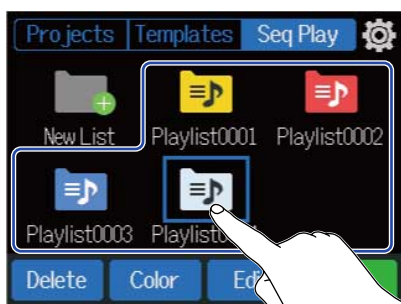 Projects Templates Seq Play
New List Playlist0001 Playlist0002
Playlist0003
Delete Color